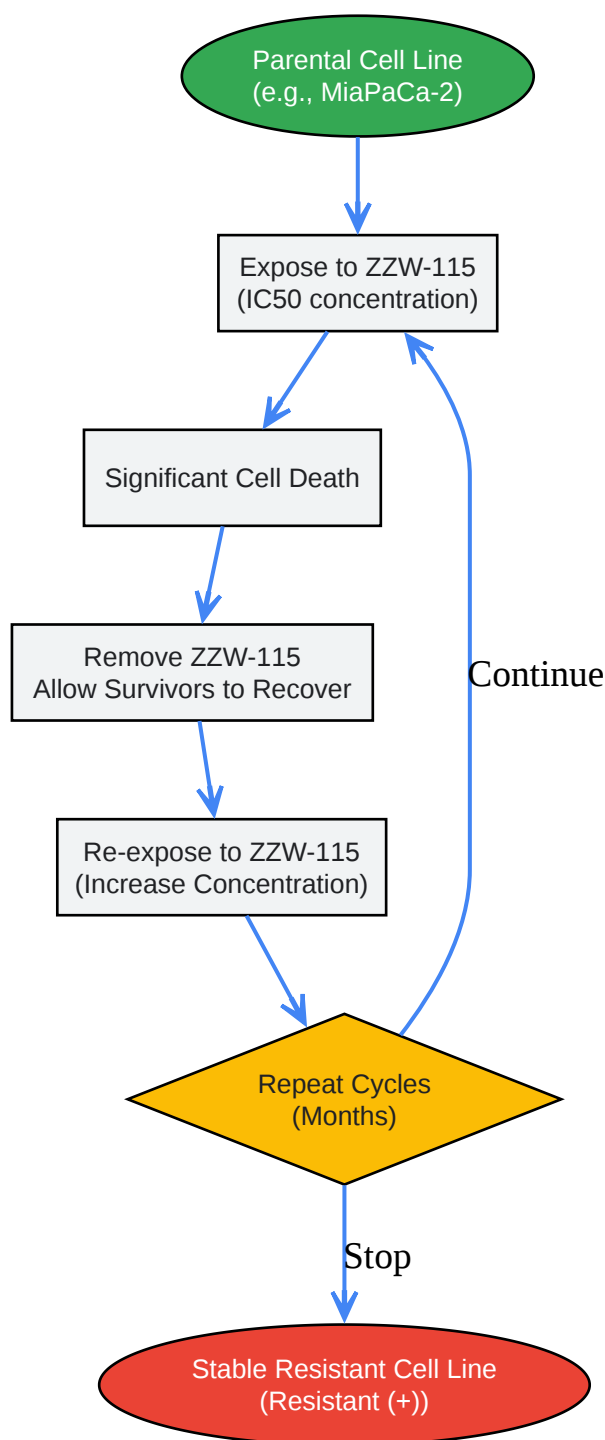 Parental Cell Line
(e.g., MiaPaCa-2)
Expose to ZZW-115
(IC50 concentration)
Significant Cell Death
Remove ZZW-115
Allow Survivors to Recover
Continue
Re-expose to ZZW-115
(Increase Concentration)
Repeat Cycles
(Months)
Stop
Stable Resistant Cell Line
(Resistant (+))